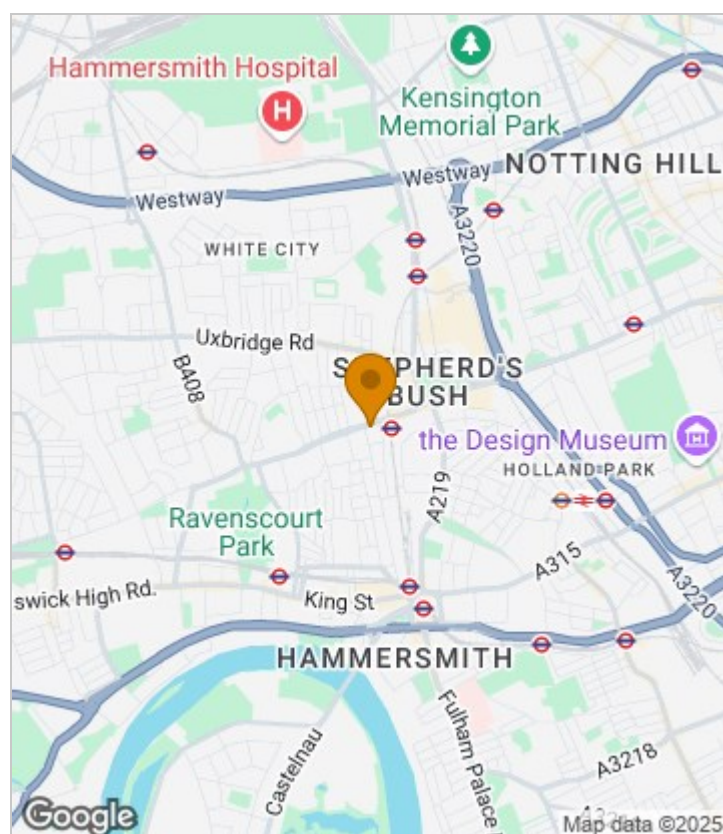 Hammersmith Hospital
H
Kensington
Memorial Park
Westway
NOTTING HILL
Westway
A3220
WHITE CITY
Uxbridge Rd
B408
SHEPHERD'S
BUSH
the Design Museum
HOLLAND PARK
A219
Ravenscourt
Park
A315
A3220
swick High Rd.
King St
HAMMERSMITH
Castelnau
Fulham Palace
A3218
Google
Map data ©2025